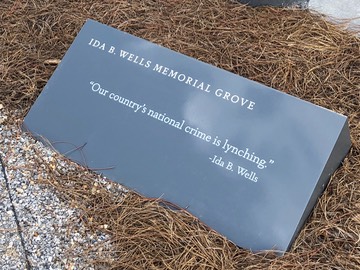 IDA B. WELLS MEMORIAL GROVE
“Our country’s national crime is lynching.”
-Ida B. Wells